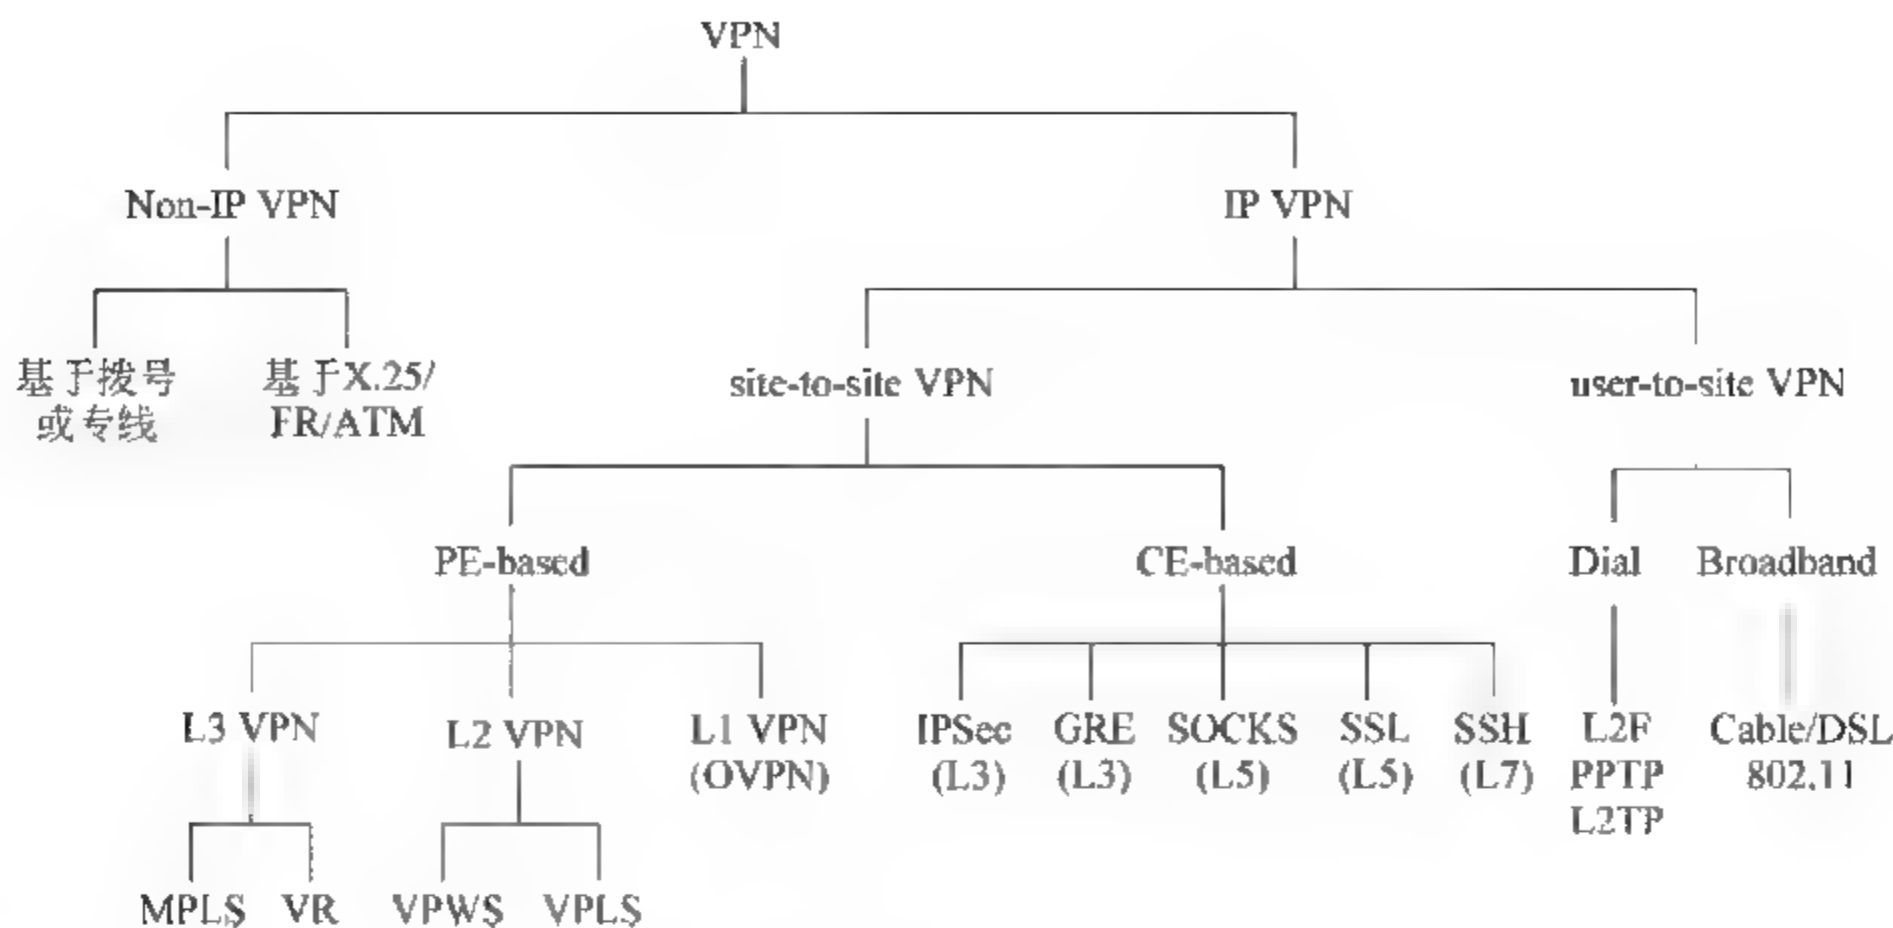 VPN
Non-IP VPN
IP VPN
基于拨号
或专线
基于X.25/
FR/ATM
site-to-site VPN
user-to-site VPN
PE-based
CE-based
Dial
Broadband
L3 VPN
L2 VPN
L1 VPN
(OVPN)
IPSec
(L3)
GRE
(L3)
SOCKS
(L5)
SSL
(L5)
SSH
(L7)
L2F
PPTP
L2TP
Cable/DSL
802.11
MPLS
VR
VPWS
VPLS